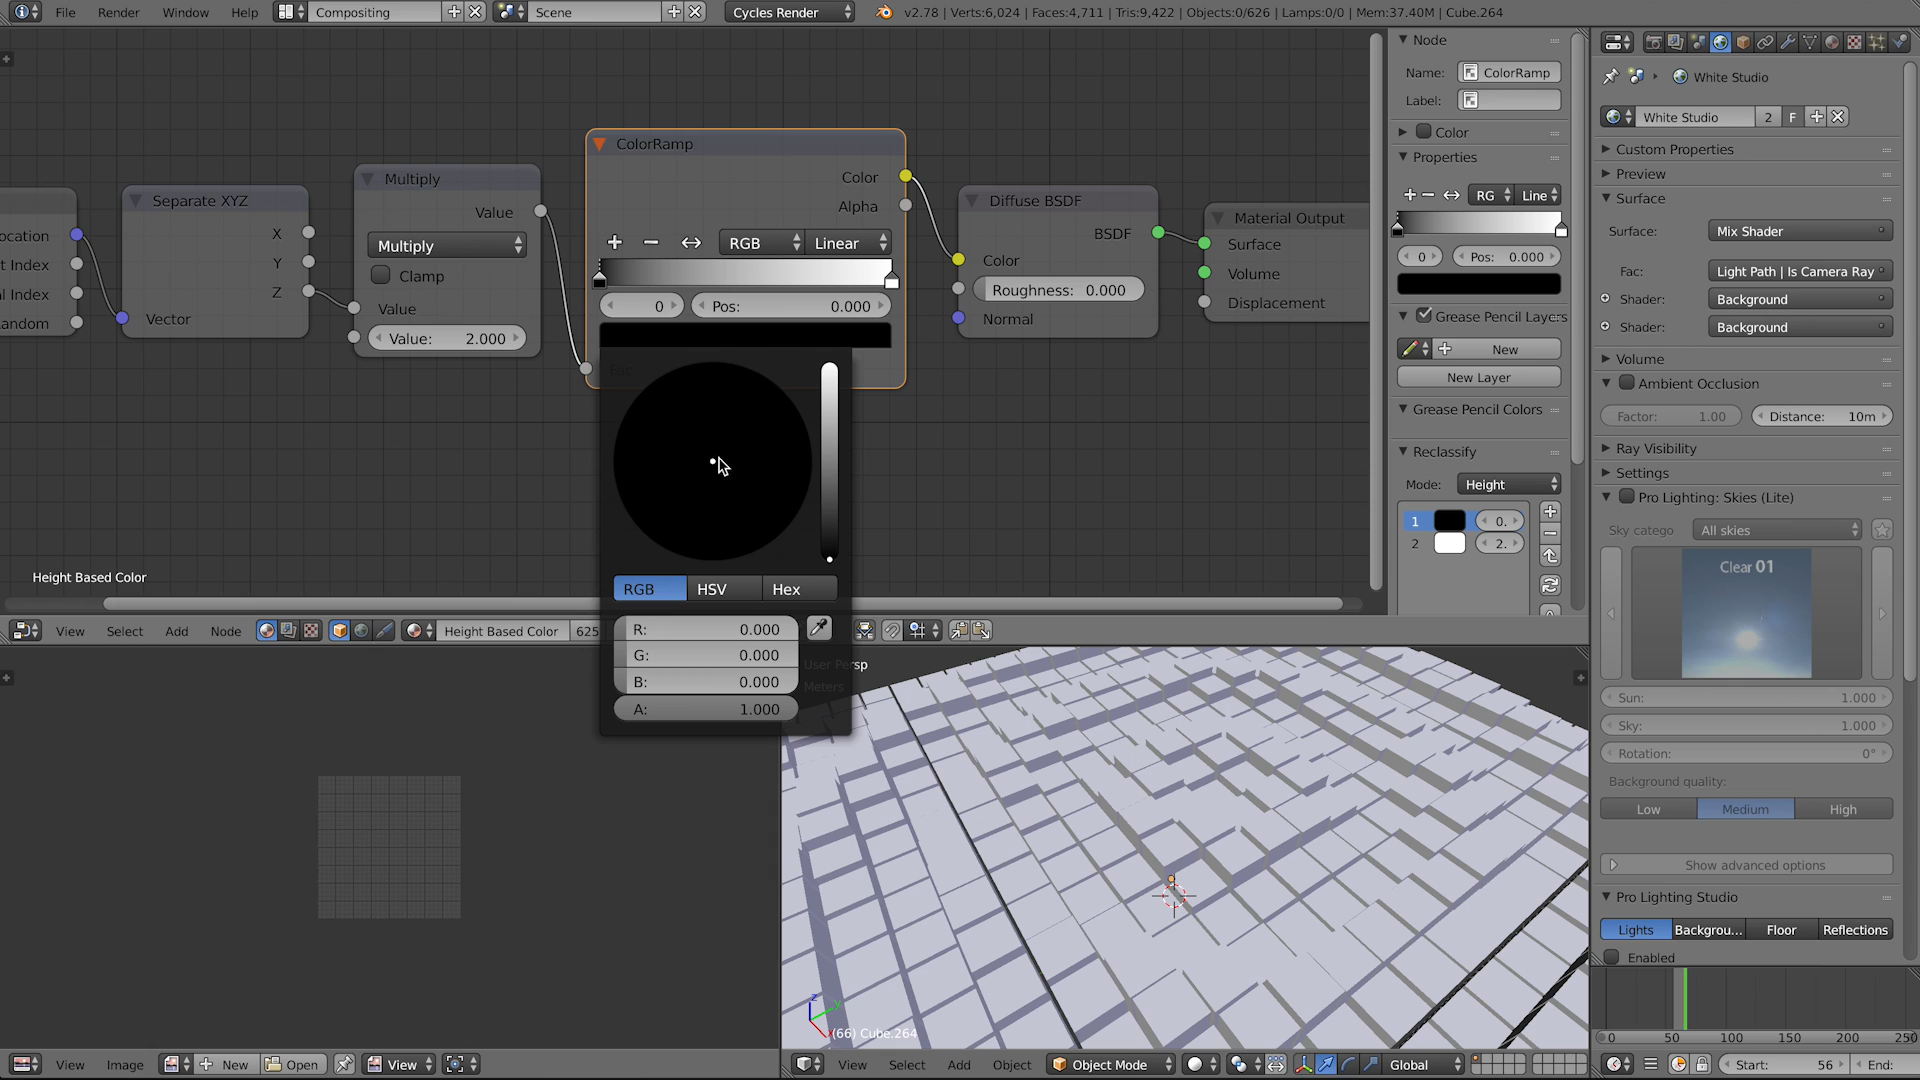 File Render Window Help Compositing Scene Cycles Render v2.78 | Verts:6,024 | Faces:4,711 | Tris:9,422 | Objects:0/626 | Lamps:0/0 | Mem:37.40M | Cube.264
ocation
t Index
al Index
andom
Separate XYZ
X
Y
Z
Vector
Multiply
Value
Multiply
Clamp
Value
Value: 2.000
ColorRamp
Color
Alpha
RGB Linear
0 Pos: 0.000
RGB HSV Hex
R: 0.000
G: 0.000
B: 0.000
A: 1.000
Diffuse BSDF
BSDF
Color
Roughness: 0.000
Normal
Material Output
Surface
Volume
Displacement
Height Based Color
View Select Add Node Height Based Color 625
Node
Name: ColorRamp
Label:
Color
Properties
RG Line
0 Pos: 0.000
Grease Pencil Layers
New
New Layer
Grease Pencil Colors
Reclassify
Mode: Height
1 0.
2 2.
White Studio
White Studio 2 F
Custom Properties
Preview
Surface
Surface: Mix Shader
Fac: Light Path | Is Camera Ray
Shader: Background
Shader: Background
Volume
Ambient Occlusion
Factor: 1.00 Distance: 10m
Ray Visibility
Settings
Pro Lighting: Skies (Lite)
Sky catego All skies
Clear 01
Sun: 1.000
Sky: 1.000
Rotation: 0°
Background quality:
Low Medium High
Show advanced options
Pro Lighting Studio
Lights Backgrou... Floor Reflections
Enabled
0 50 100 150 200 250
Start: 56 End:
User Persp
Meters
z
y
(66) Cube.264
View Image New Open View
View Select Add Object Object Mode Global